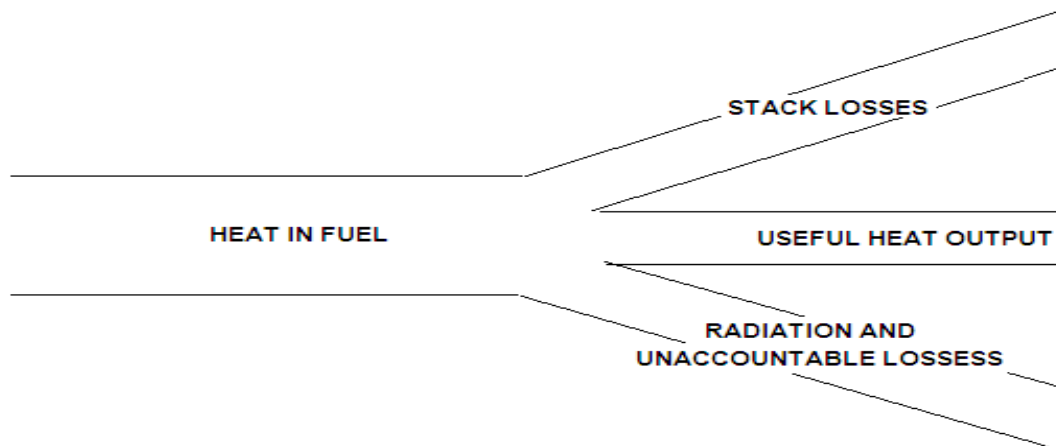 STACK LOSSES
HEAT IN FUEL
USEFUL HEAT OUTPUT
RADIATION AND
UNACCOUNTABLE LOSSESS